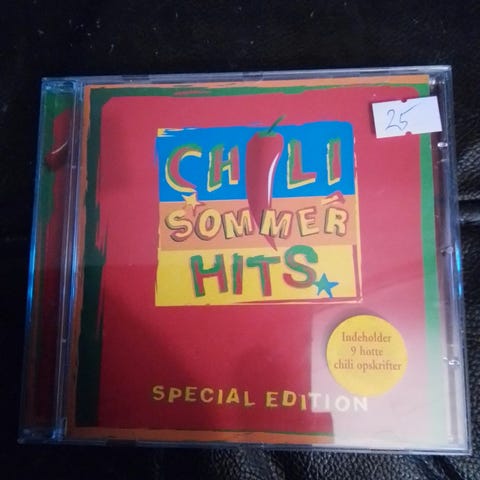 25
CHILI
SOMMER
HITS
Indeholder
9 hotte
chili opskrifter
SPECIAL EDITION